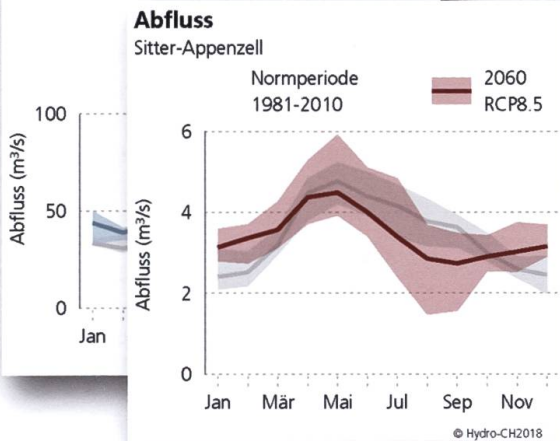 Abfluss
Sitter-Appenzell
Normperiode
1981-2010
2060
RCP8.5
Abfluss (m³/s)
6
4
2
0
Jan
Mär
Mai
Jul
Sep
Nov
© Hydro-CH2018
Abfluss (m³/s)
100
50
0
Jan